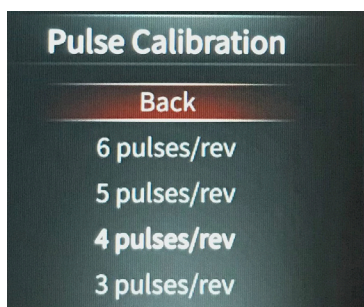 Pulse Calibration
Back
6 pulses/rev
5 pulses/rev
4 pulses/rev
3 pulses/rev